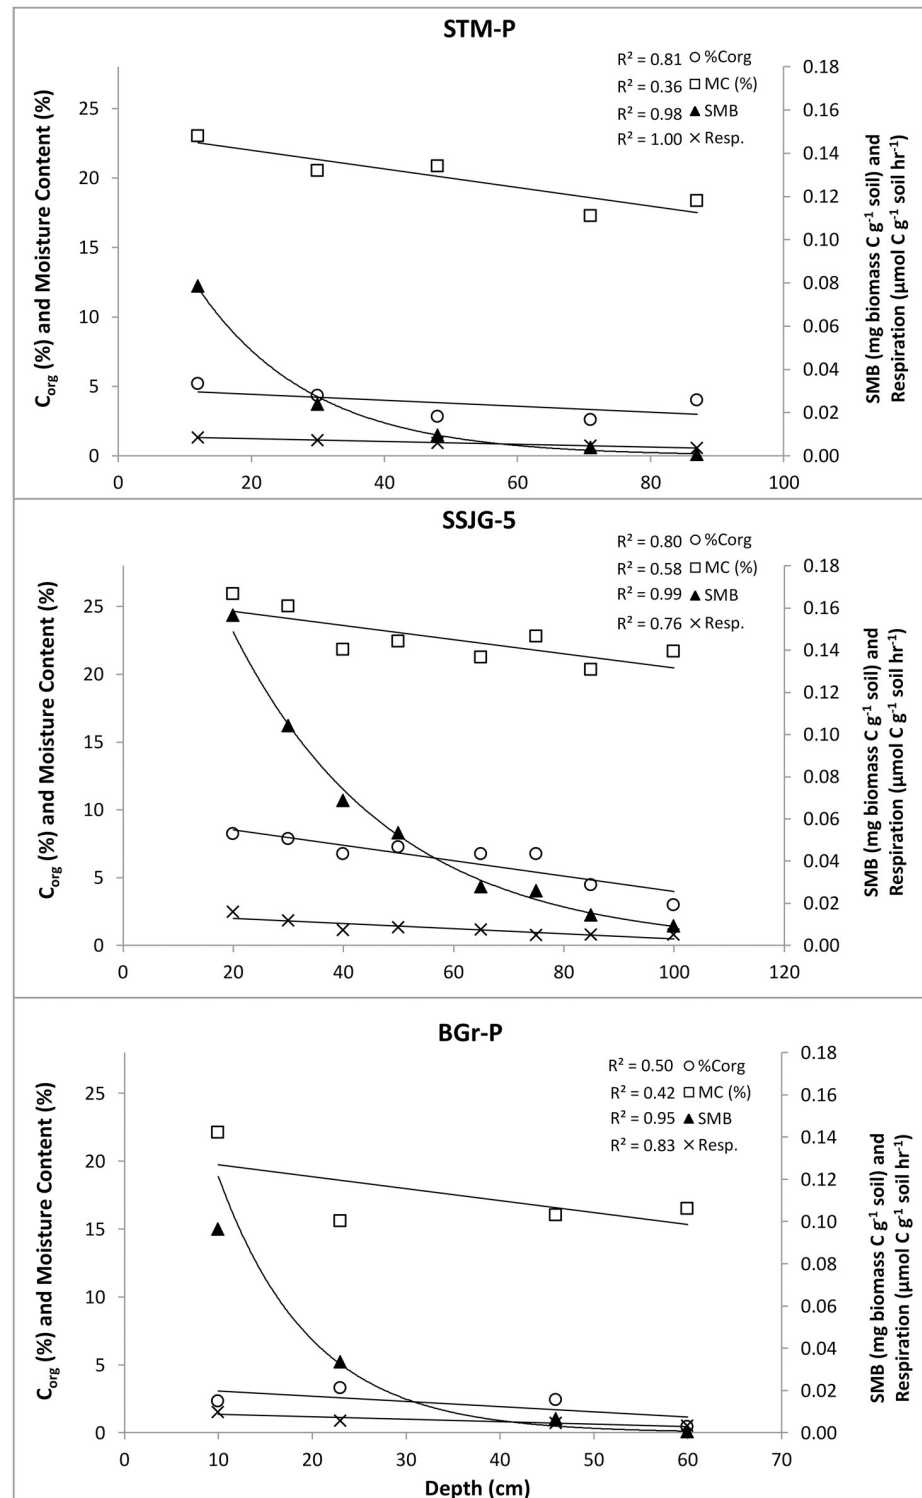 STM-P
R² = 0.81 %Corg
R² = 0.36 MC (%)
R² = 0.98 SMB
R² = 1.00 Resp.
C_org (%) and Moisture Content (%)
25
20
15
10
5
0
0 20 40 60 80 100
0.18
0.16
0.14
0.12
0.10
0.08
0.06
0.04
0.02
0.00
SMB (mg biomass C g⁻¹ soil) and
Respiration (µmol C g⁻¹ soil hr⁻¹)
SSJG-5
R² = 0.80 %Corg
R² = 0.58 MC (%)
R² = 0.99 SMB
R² = 0.76 Resp.
C_org (%) and Moisture Content (%)
25
20
15
10
5
0
0 20 40 60 80 100 120
0.18
0.16
0.14
0.12
0.10
0.08
0.06
0.04
0.02
0.00
SMB (mg biomass C g⁻¹ soil) and
Respiration (µmol C g⁻¹ soil hr⁻¹)
BGr-P
R² = 0.50 %Corg
R² = 0.42 MC (%)
R² = 0.95 SMB
R² = 0.83 Resp.
C_org (%) and Moisture Content (%)
25
20
15
10
5
0
0 10 20 30 40 50 60 70
Depth (cm)
0.18
0.16
0.14
0.12
0.10
0.08
0.06
0.04
0.02
0.00
SMB (mg biomass C g⁻¹ soil) and
Respiration (µmol C g⁻¹ soil hr⁻¹)